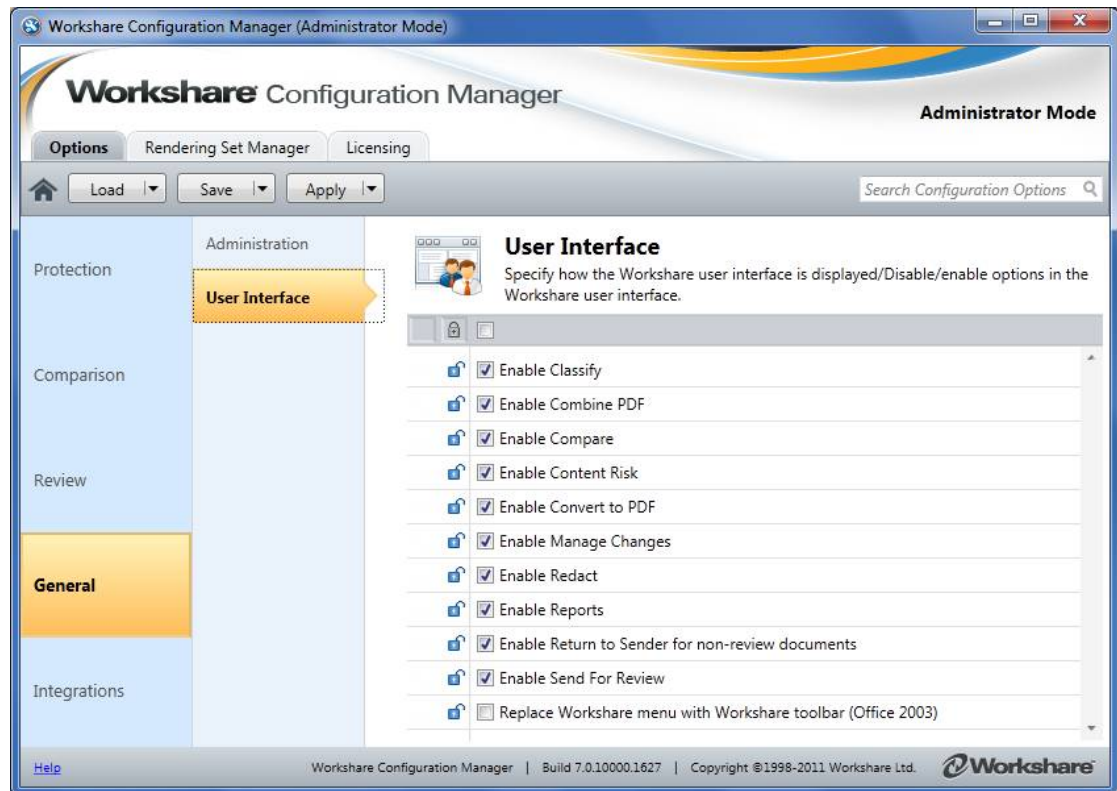 Workshare Configuration Manager (Administrator Mode)
Workshare Configuration Manager
Administrator Mode
Options Rendering Set Manager Licensing
Load Save Apply Search Configuration Options
Protection
Comparison
Review
General
Integrations
Administration
User Interface
User Interface
Specify how the Workshare user interface is displayed/Disable/enable options in the
Workshare user interface.
Enable Classify
Enable Combine PDF
Enable Compare
Enable Content Risk
Enable Convert to PDF
Enable Manage Changes
Enable Redact
Enable Reports
Enable Return to Sender for non-review documents
Enable Send For Review
Replace Workshare menu with Workshare toolbar (Office 2003)
Help Workshare Configuration Manager | Build 7.0.10000.1627 | Copyright ©1998-2011 Workshare Ltd. Workshare